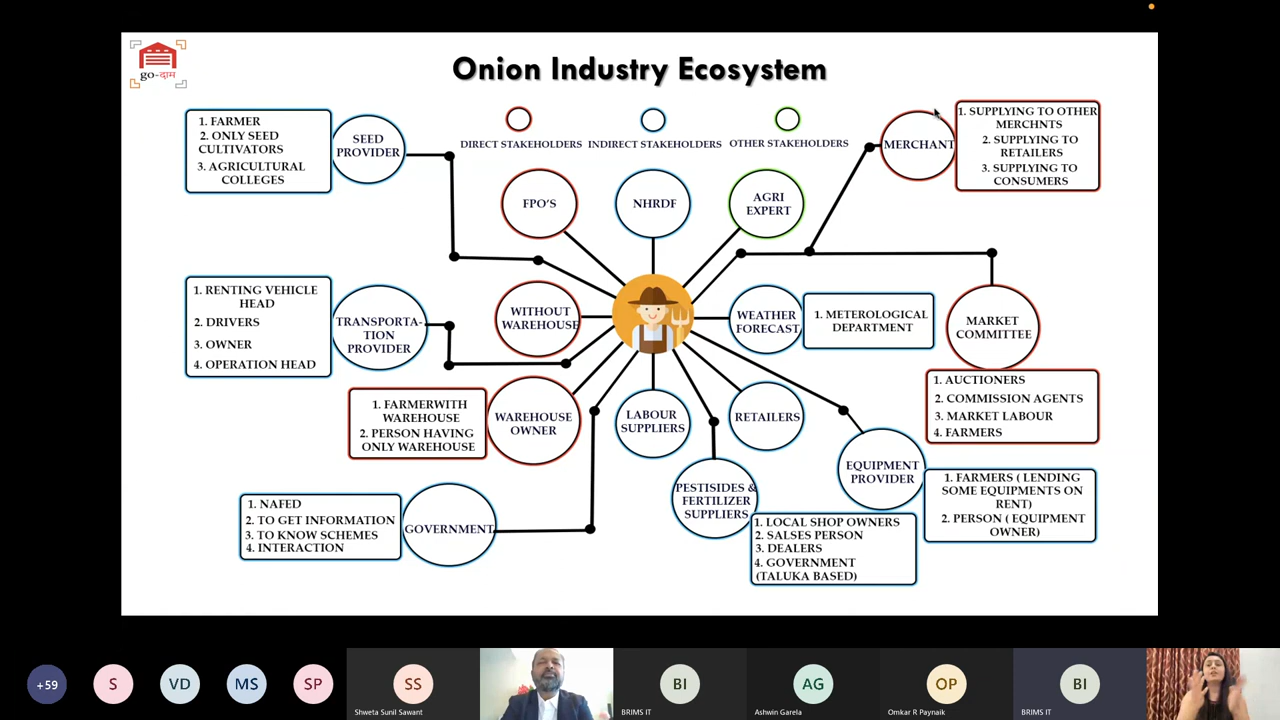 go-दाम
Onion Industry Ecosystem
DIRECT STAKEHOLDERS
INDIRECT STAKEHOLDERS
OTHER STAKEHOLDERS
1. FARMER
2. ONLY SEED
CULTIVATORS
3. AGRICULTURAL
COLLEGES
SEED
PROVIDER
FPO'S
NHRDF
AGRI
EXPERT
MERCHANT
1. SUPPLYING TO OTHER
MERCHNTS
2. SUPPLYING TO
RETAILERS
3. SUPPLYING TO
CONSUMERS
1. RENTING VEHICLE
HEAD
2. DRIVERS
3. OWNER
4. OPERATION HEAD
TRANSPORTA-
TION
PROVIDER
WITHOUT
WAREHOUSE
WEATHER
FORECAST
1. METEROLOGICAL
DEPARTMENT
MARKET
COMMITTEE
1. AUCTIONERS
2. COMMISSION AGENTS
3. MARKET LABOUR
4. FARMERS
1. FARMERWITH
WAREHOUSE
2. PERSON HAVING
ONLY WAREHOUSE
WAREHOUSE
OWNER
LABOUR
SUPPLIERS
RETAILERS
EQUIPMENT
PROVIDER
1. FARMERS ( LENDING
SOME EQUIPMENTS ON
RENT)
2. PERSON ( EQUIPMENT
OWNER)
1. NAFED
2. TO GET INFORMATION
3. TO KNOW SCHEMES
4. INTERACTION
GOVERNMENT
PESTISIDES &
FERTILIZER
SUPPLIERS
1. LOCAL SHOP OWNERS
2. SALSES PERSON
3. DEALERS
4. GOVERNMENT
(TALUKA BASED)
+59
S
VD
MS
SP
SS
Shweta Sunil Sawant
BI
BRIMS IT
AG
Ashwin Garela
OP
Omkar R Paynaik
BI
BRIMS IT